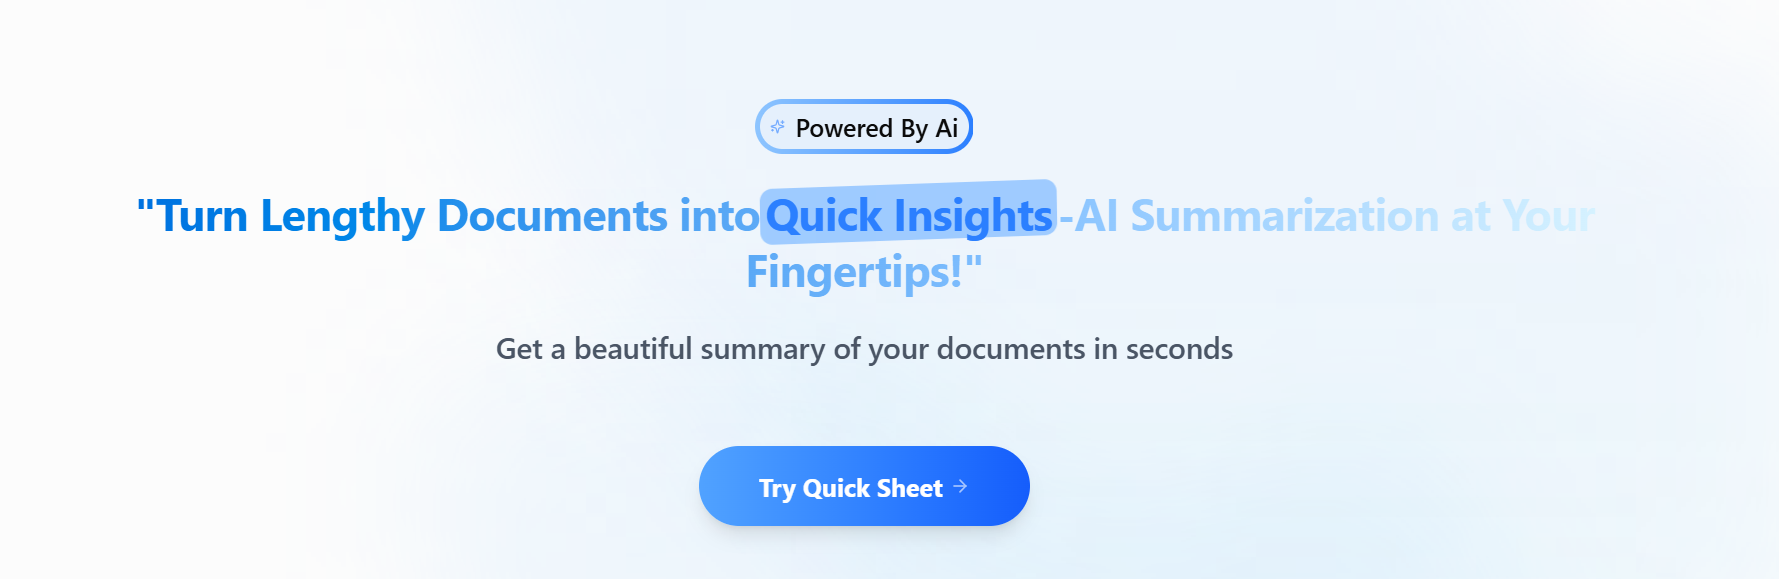 Powered By Ai
"Turn Lengthy Documents into Quick Insights -AI Summarization at Your
Fingertips!"
Get a beautiful summary of your documents in seconds
Try Quick Sheet